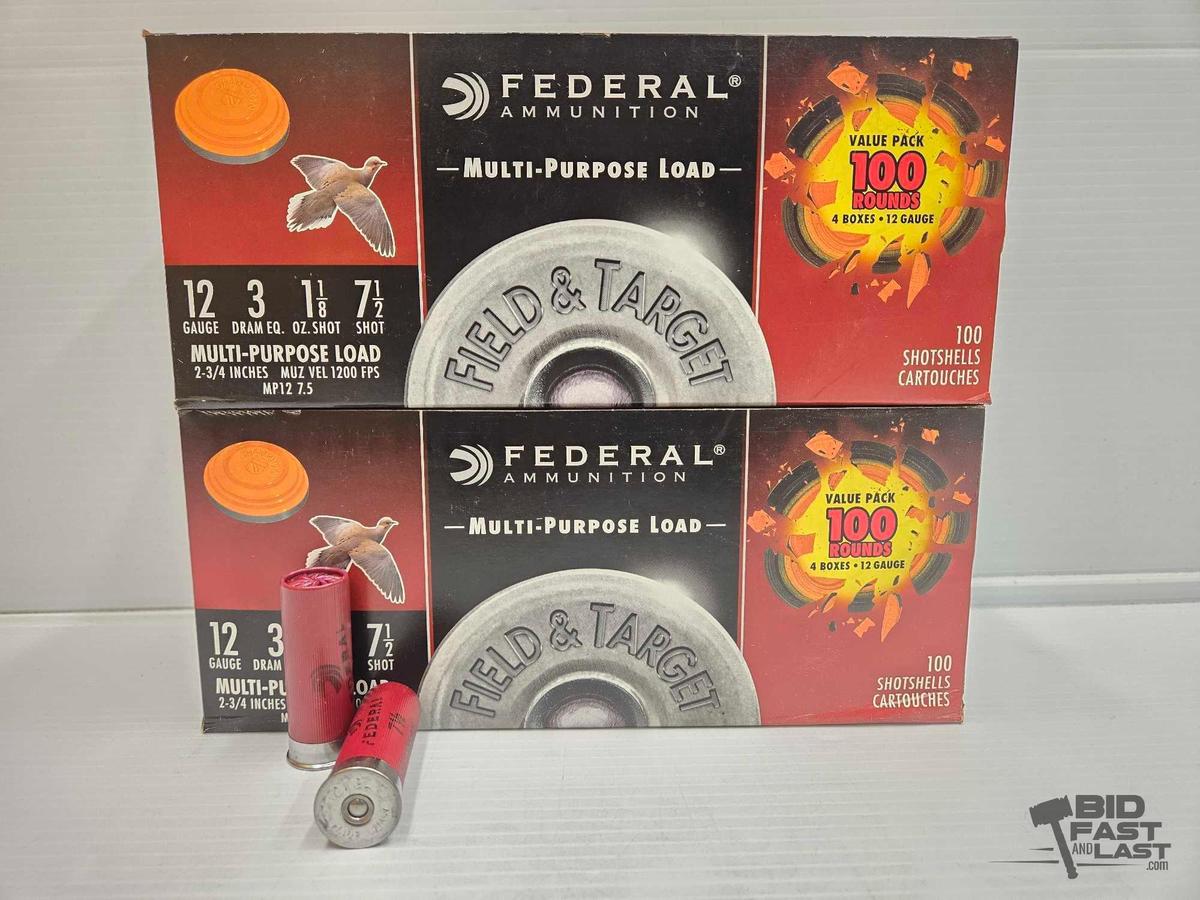 FEDERAL®
AMMUNITION
MULTI-PURPOSE LOAD
VALUE PACK
100
ROUNDS
4 BOXES • 12 GAUGE
FIELD & TARGET
12 3 1 1/8 7 1/2
GAUGE DRAM EQ. OZ. SHOT SHOT
MULTI-PURPOSE LOAD
2-3/4 INCHES MUZ VEL 1200 FPS
MP12 7.5
100
SHOTSHELLS
CARTOUCHES
FEDERAL®
AMMUNITION
MULTI-PURPOSE LOAD
VALUE PACK
100
ROUNDS
4 BOXES • 12 GAUGE
FIELD & TARGET
12 3 7 1/2
GAUGE DRAM SHOT
MULTI-PU
2-3/4 INCHES
100
SHOTSHELLS
CARTOUCHES
FEDERAL
7½
BID
FAST
AND LAST
.com